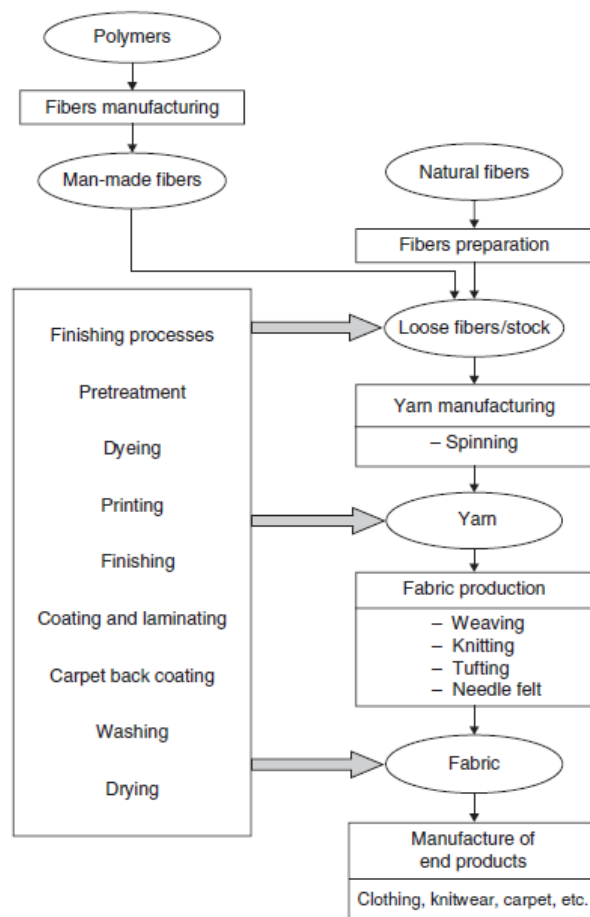 Polymers
Fibers manufacturing
Man-made fibers
Natural fibers
Fibers preparation
Loose fibers/stock
Finishing processes
Pretreatment
Dyeing
Printing
Finishing
Coating and laminating
Carpet back coating
Washing
Drying
Yarn manufacturing
– Spinning
Yarn
Fabric production
– Weaving
– Knitting
– Tufting
– Needle felt
Fabric
Manufacture of
end products
Clothing, knitwear, carpet, etc.